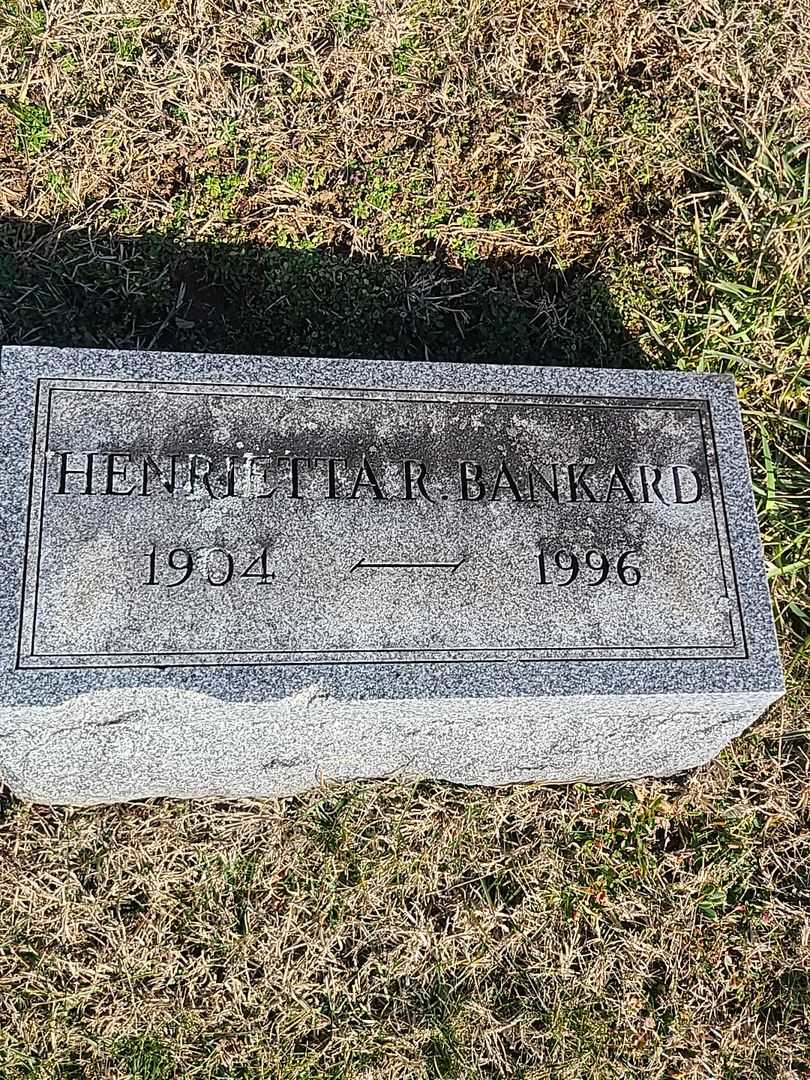 HENRIETTA R. BANKARD
1904 — 1996